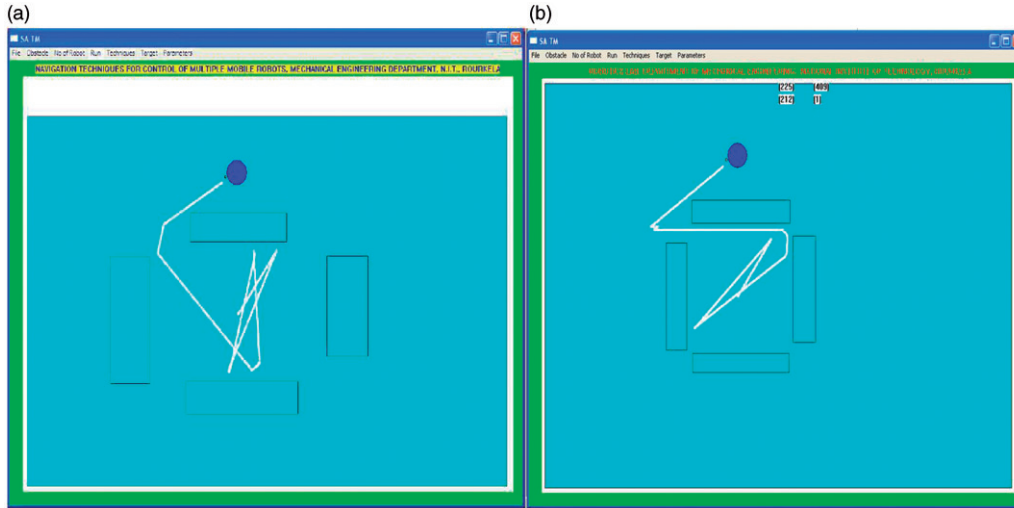 (a)
SA TM
File Obstacle No of Robot Run Techniques Target Parameters
NAVIGATION TECHNIQUES FOR CONTROL OF MULTIPLE MOBILE ROBOTS, MECHANICAL ENGINEERING DEPARTMENT, N.I.T., ROURKELA
(b)
SA TM
File Obstacle No of Robot Run Techniques Target Parameters
[225] [409]
[212] [1]